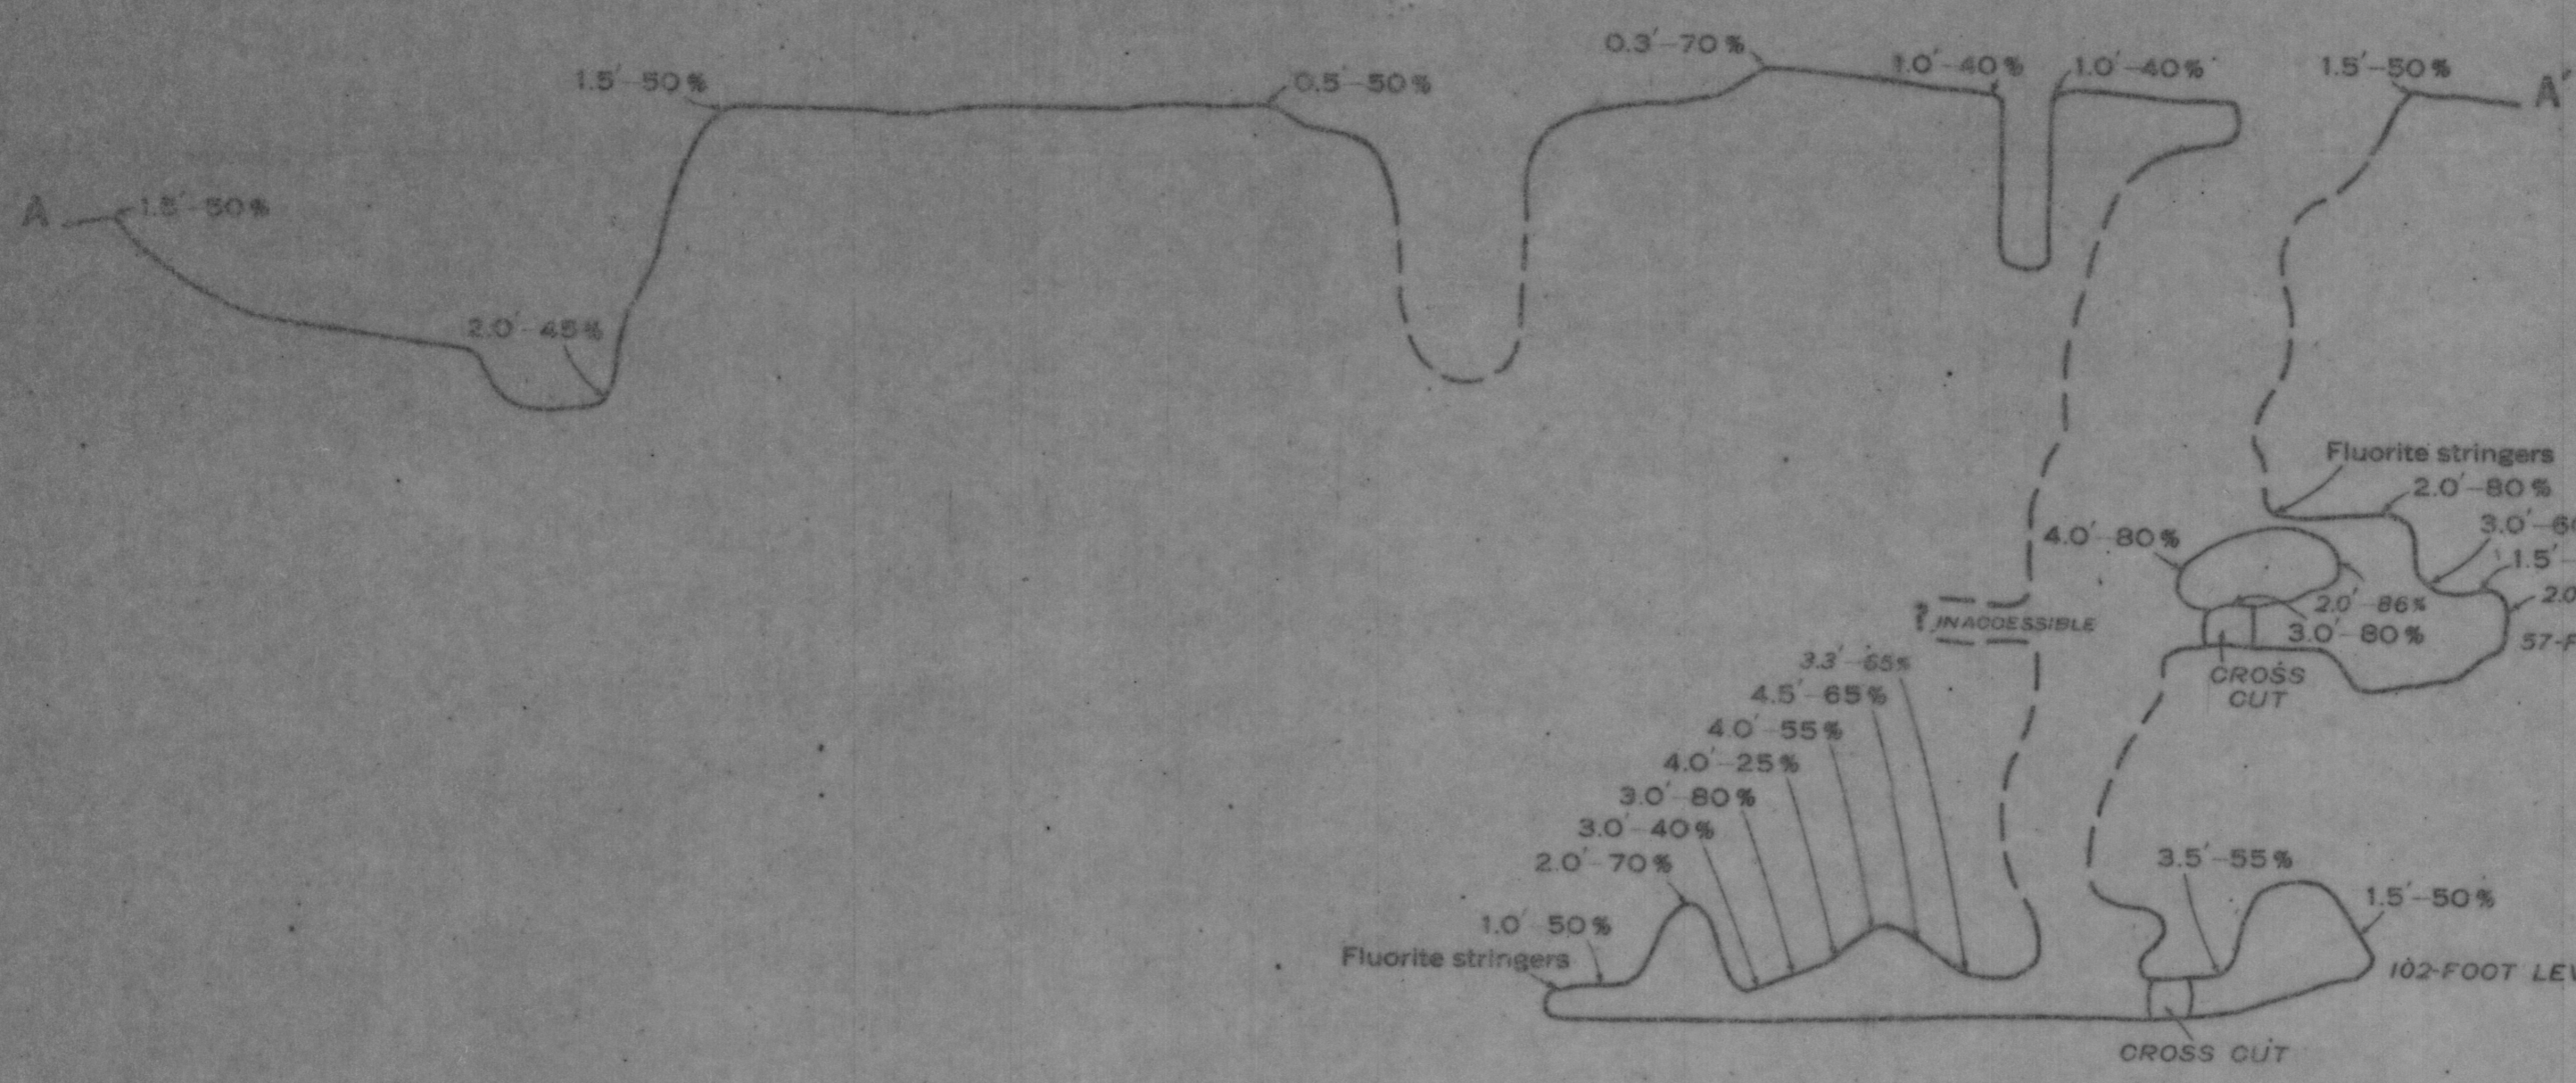 0.3′–70%
1.5′–50%
0.5′–50%
1.0′–40%
1.0′–40%
1.5′–50%
A′
A
1.5′–50%
2.0′–45%
Fluorite stringers
2.0′–80%
4.0′–80%
3.0′–
1.5′–
2.0′–86%
2.0
? INACCESSIBLE
3.0′–80%
57-F
CROSS
CUT
3.3′–65%
4.5′–65%
4.0′–55%
4.0′–25%
3.0′–80%
3.0′–40%
2.0′–70%
3.5′–55%
1.5′–50%
1.0′–50%
Fluorite stringers
102-FOOT LEV
CROSS CUT